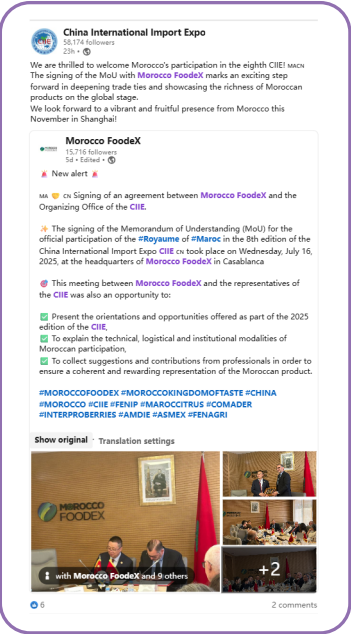 China International Import Expo
58,174 followers
23h •
We are thrilled to welcome Morocco's participation in the eighth CIIE! MACN
The signing of the MoU with Morocco FoodeX marks an exciting step
forward in deepening trade ties and showcasing the richness of Moroccan
products on the global stage.
We look forward to a vibrant and fruitful presence from Morocco this
November in Shanghai!
Morocco FoodeX
15,716 followers
5d • Edited •
🚨 New alert 🚨
MA 🤝 CN Signing of an agreement between Morocco FoodeX and the
Organizing Office of the CIIE.
✨ The signing of the Memorandum of Understanding (MoU) for the
official participation of the #Royaume of #Maroc in the 8th edition of the
China International Import Expo CIIE CN took place on Wednesday, July 16,
2025, at the headquarters of Morocco FoodeX in Casablanca
🎯 This meeting between Morocco FoodeX and the representatives of
the CIIE was also an opportunity to:
✅ Present the orientations and opportunities offered as part of the 2025
edition of the CIIE,
✅ To explain the technical, logistical and institutional modalities of
Moroccan participation,
✅ To collect suggestions and contributions from professionals in order to
ensure a coherent and rewarding representation of the Moroccan product.
#MOROCCOFOODEX #MOROCCOKINGDOMOFTASTE #CHINA
#MOROCCO #CIIE #FENIP #MAROCCITRUS #COMADER
#INTERPROBERRIES #AMDIE #ASMEX #FENAGRI
Show original · Translation settings
MOROCCO
FOODEX
with Morocco FoodeX and 9 others
+2
6
2 comments